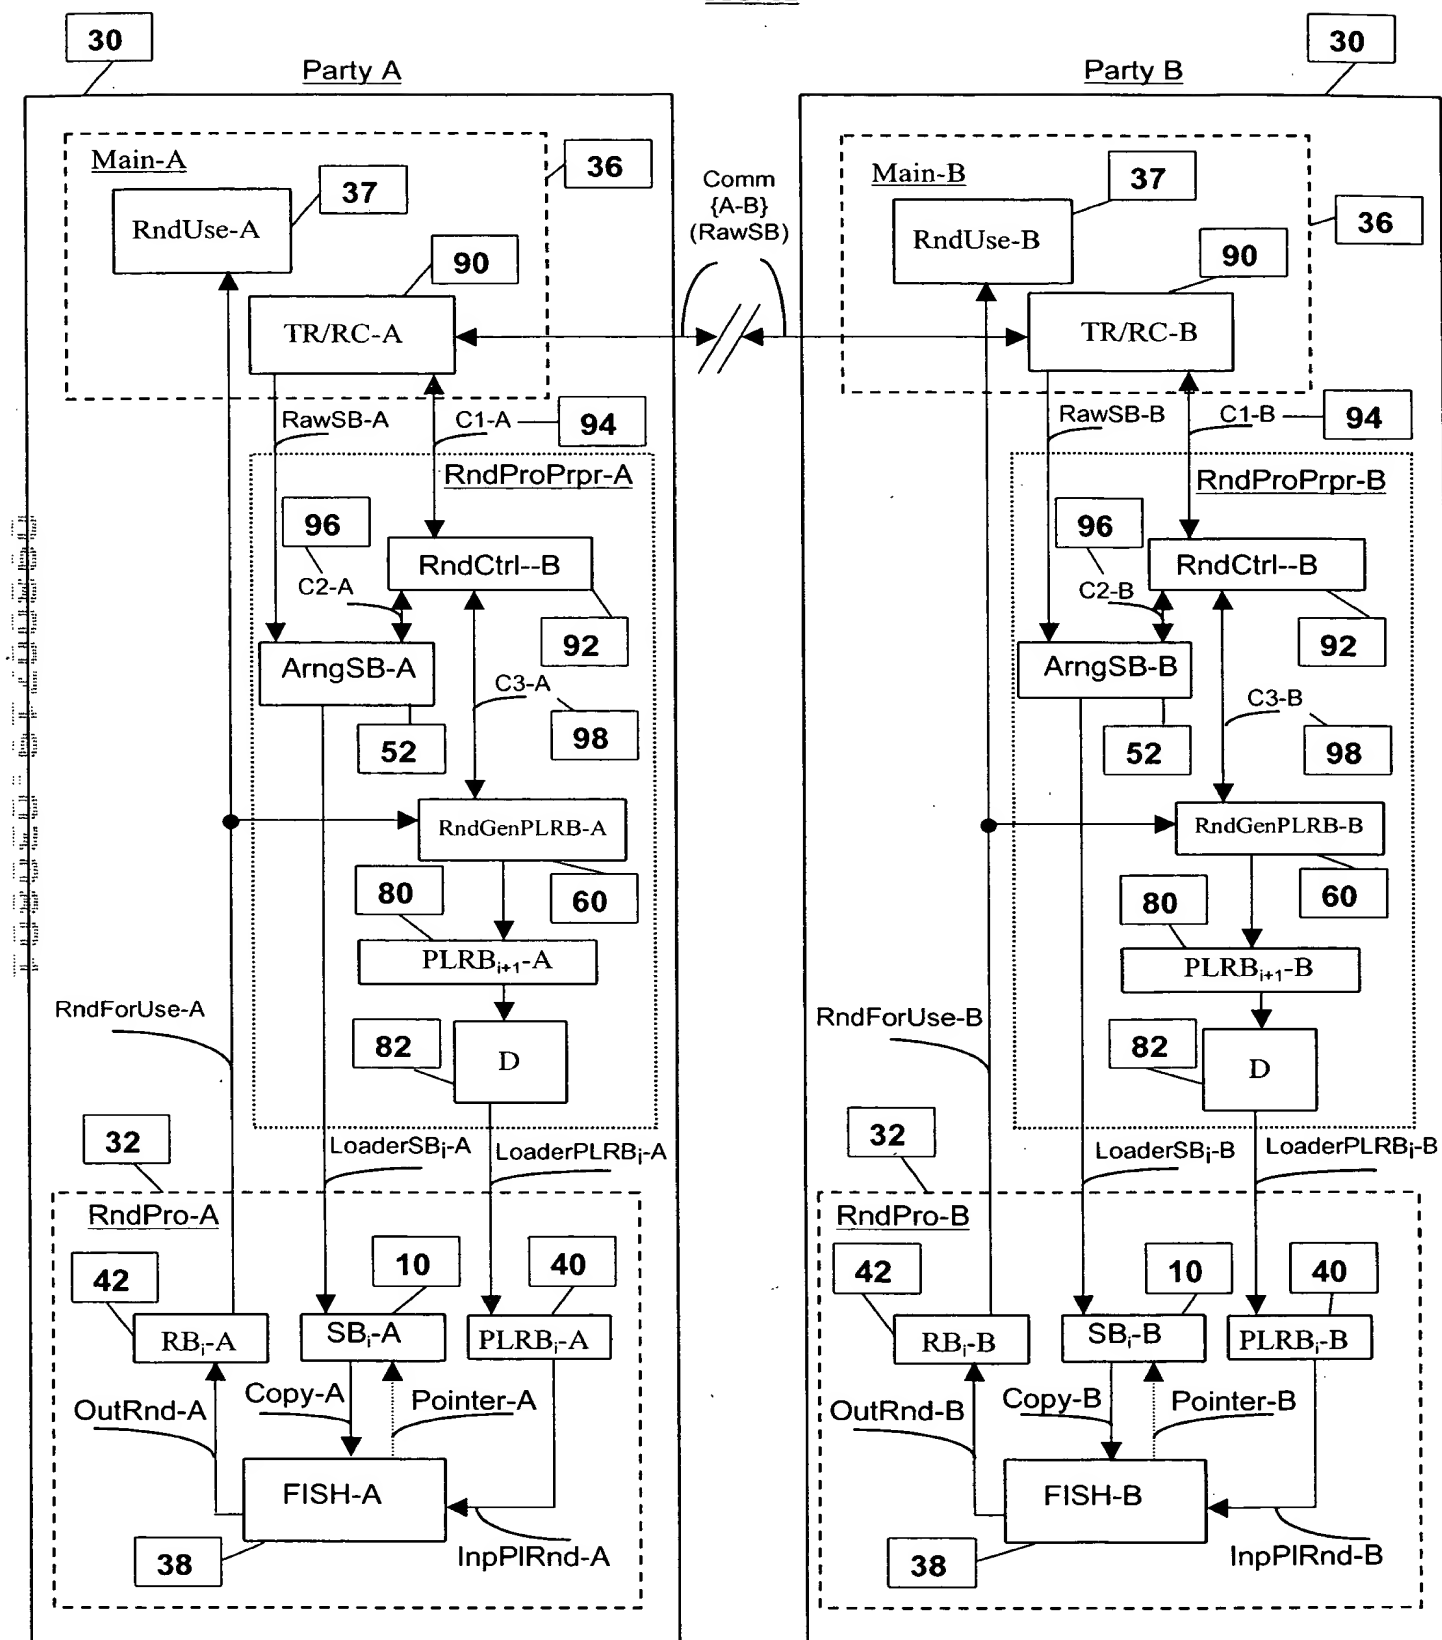 30
Party A
Main-A
37
36
RndUse-A
90
TR/RC-A
RawSB-A
C1-A
94
RndProPrpr-A
96
RndCtrl--B
C2-A
92
ArngSB-A
C3-A
52
98
RndGenPLRB-A
80
60
PLRBi+1-A
RndForUse-A
82
D
32
LoaderSBi-A
LoaderPLRBi-A
RndPro-A
42
10
40
RBi-A
SBi-A
PLRBi-A
OutRnd-A
Copy-A
Pointer-A
FISH-A
38
InpPlRnd-A
Comm
{A-B}
(RawSB)
30
Party B
Main-B
37
36
RndUse-B
90
TR/RC-B
RawSB-B
C1-B
94
RndProPrpr-B
96
RndCtrl--B
C2-B
92
ArngSB-B
C3-B
52
98
RndGenPLRB-B
80
60
PLRBi+1-B
RndForUse-B
82
D
32
LoaderSBi-B
LoaderPLRBi-B
RndPro-B
42
10
40
RBi-B
SBi-B
PLRBi-B
OutRnd-B
Copy-B
Pointer-B
FISH-B
38
InpPlRnd-B